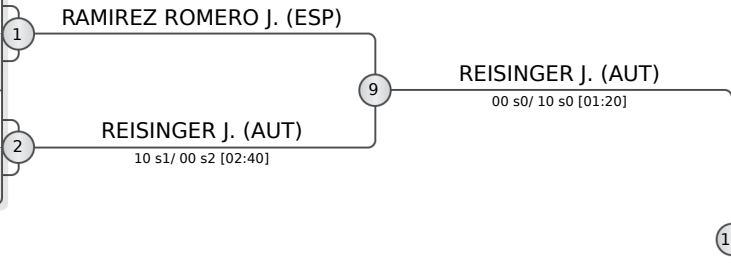 RAMIREZ ROMERO J. (ESP)
1
REISINGER J. (AUT)
9
00 s0/ 10 s0 [01:20]
REISINGER J. (AUT)
2
10 s1/ 00 s2 [02:40]